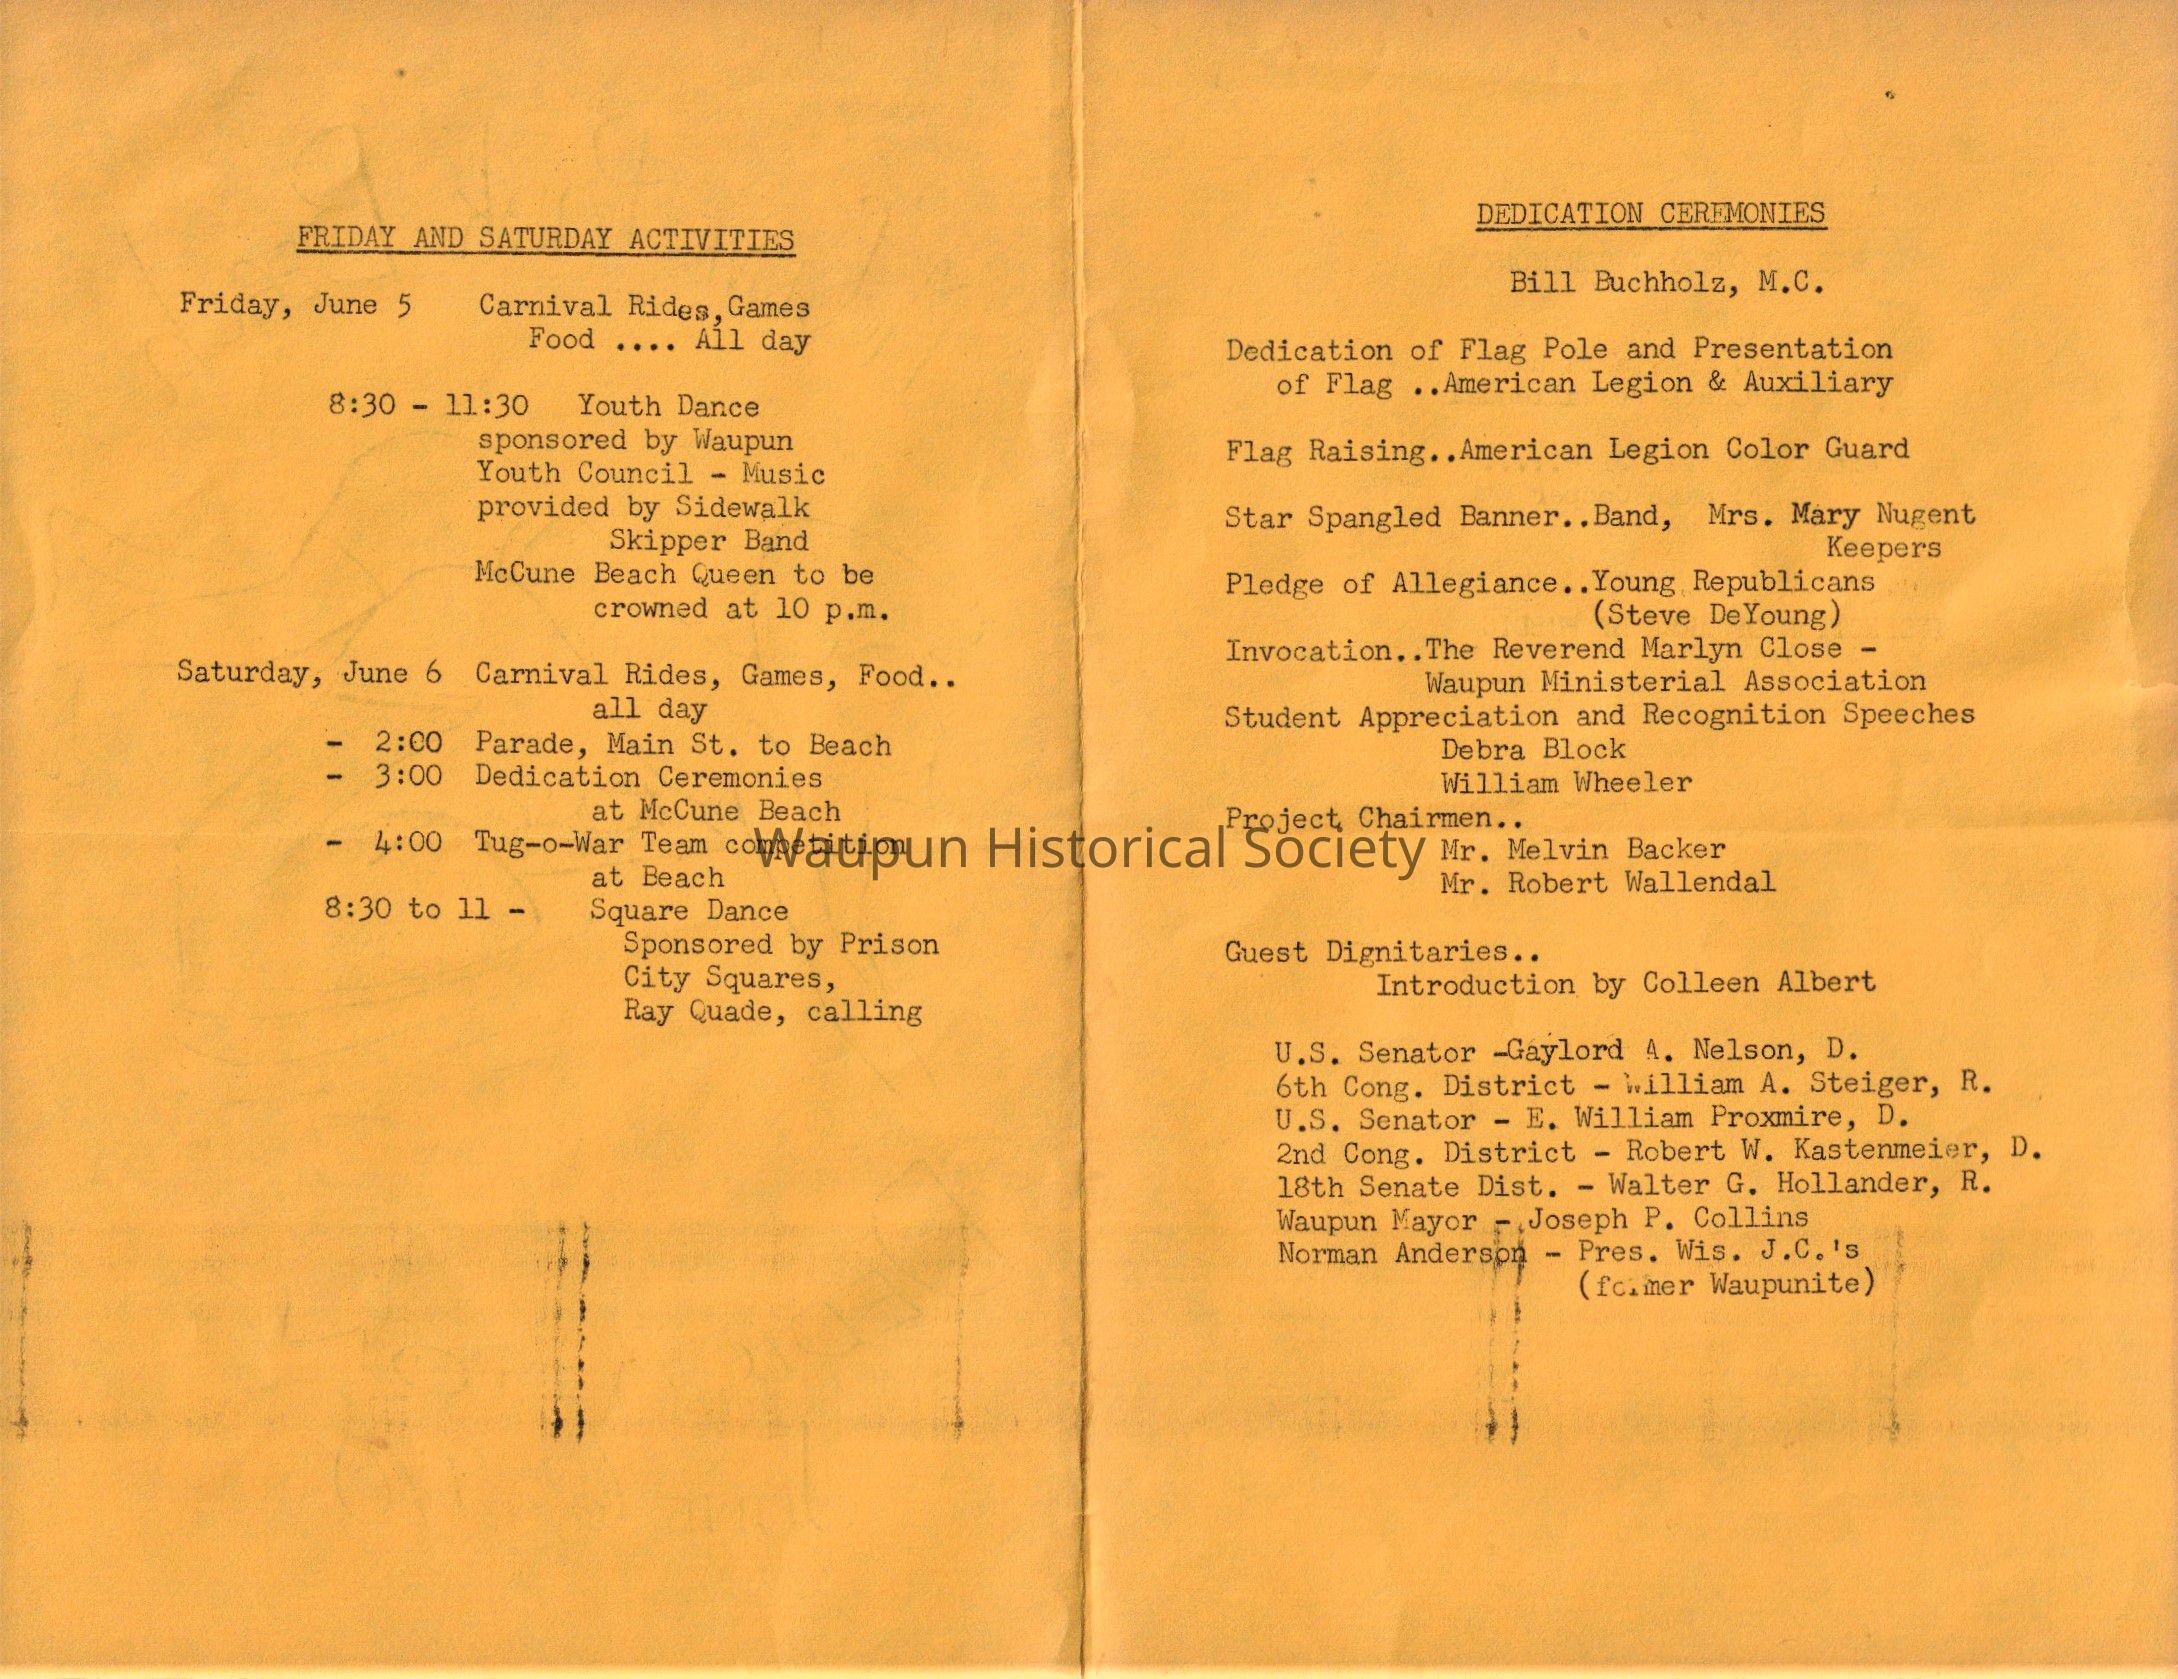 FRIDAY AND SATURDAY ACTIVITIES
Friday, June 5 Carnival Rides,Games
Food .... All day
8:30 - 11:30 Youth Dance
sponsored by Waupun
Youth Council - Music
provided by Sidewalk
Skipper Band
McCune Beach Queen to be
crowned at 10 p.m.
Saturday, June 6 Carnival Rides, Games, Food..
all day
- 2:00 Parade, Main St. to Beach
- 3:00 Dedication Ceremonies
at McCune Beach
- 4:00 Tug-o-War Team competition
at Beach
8:30 to 11 - Square Dance
Sponsored by Prison
City Squares,
Ray Quade, calling
Waupun Historical Society
DEDICATION CEREMONIES
Bill Buchholz, M.C.
Dedication of Flag Pole and Presentation
of Flag ..American Legion & Auxiliary
Flag Raising..American Legion Color Guard
Star Spangled Banner..Band, Mrs. Mary Nugent
Keepers
Pledge of Allegiance..Young Republicans
(Steve DeYoung)
Invocation..The Reverend Marlyn Close -
Waupun Ministerial Association
Student Appreciation and Recognition Speeches
Debra Block
William Wheeler
Project Chairmen..
Mr. Melvin Backer
Mr. Robert Wallendal
Guest Dignitaries..
Introduction by Colleen Albert
U.S. Senator -Gaylord A. Nelson, D.
6th Cong. District - William A. Steiger, R.
U.S. Senator - E. William Proxmire, D.
2nd Cong. District - Robert W. Kastenmeier, D.
18th Senate Dist. - Walter G. Hollander, R.
Waupun Mayor - Joseph P. Collins
Norman Anderson - Pres. Wis. J.C.'s
(former Waupunite)